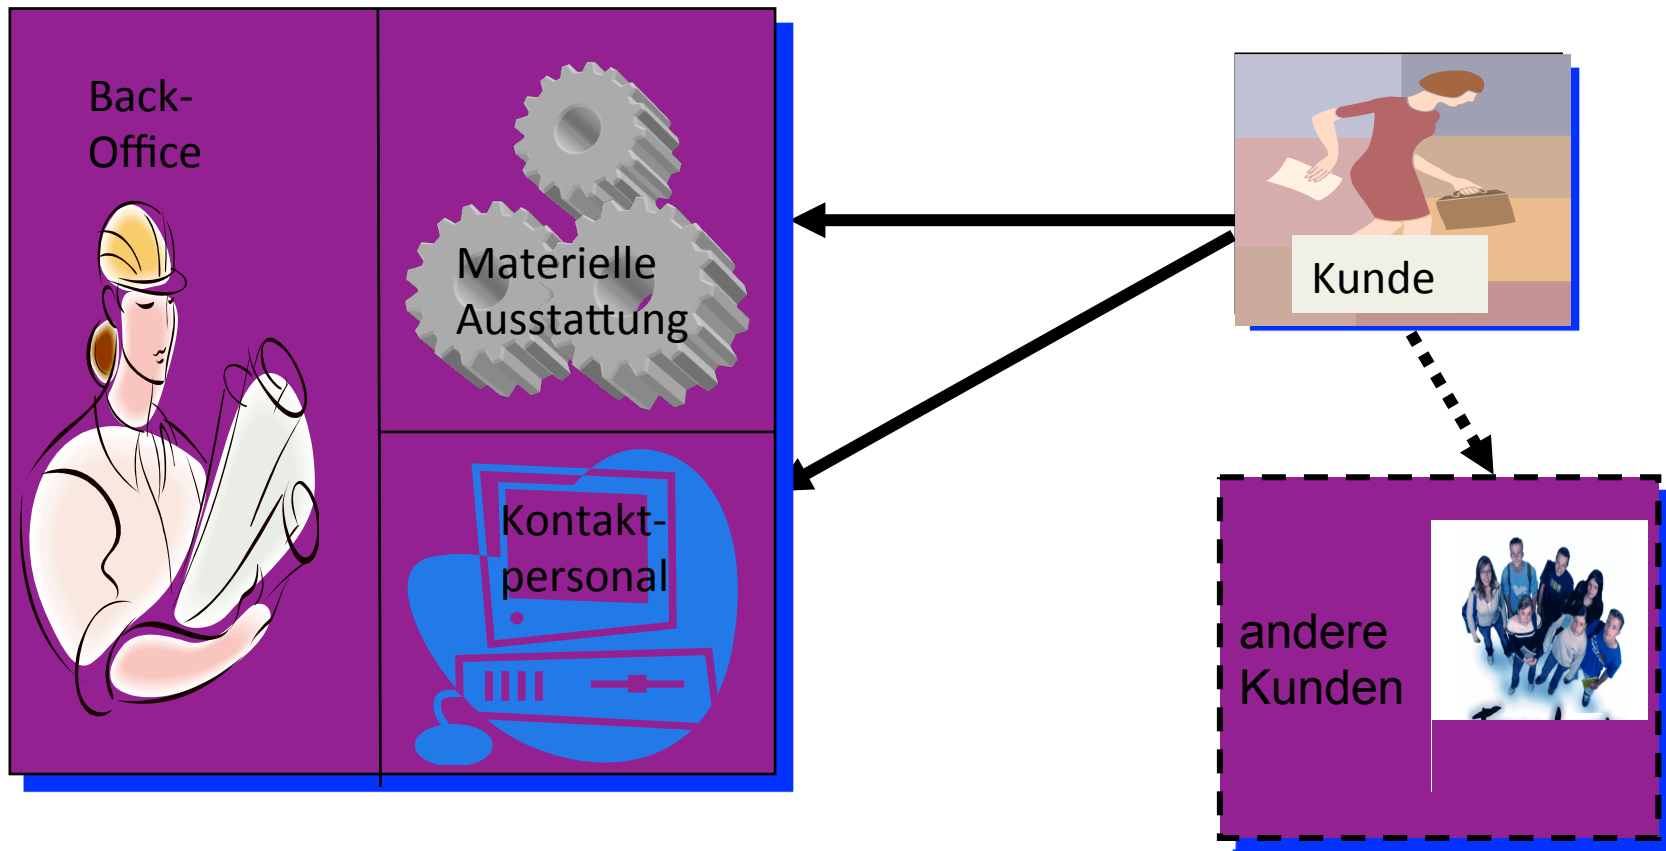 Back-
Office
Materielle
Ausstattung
Kontakt-
personal
Kunde
andere
Kunden